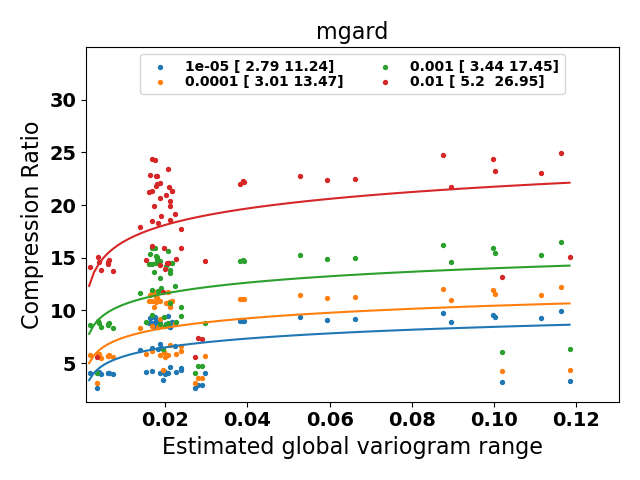 mgard
1e-05 [ 2.79 11.24]
0.0001 [ 3.01 13.47]
0.001 [ 3.44 17.45]
0.01 [ 5.2  26.95]
Compression Ratio
30
25
20
15
10
5
0.02 0.04 0.06 0.08 0.10 0.12
Estimated global variogram range